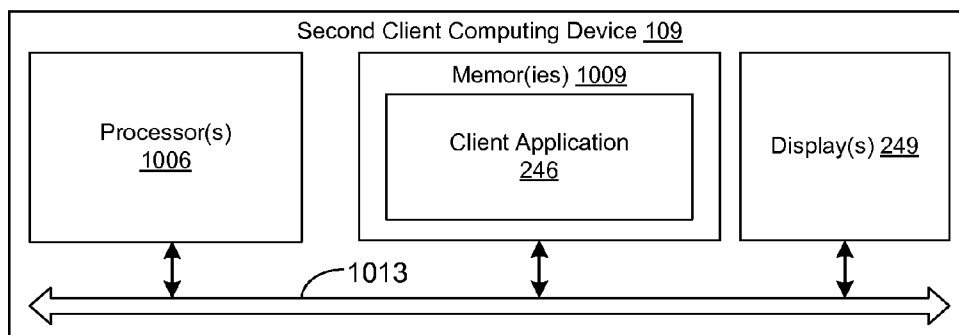 Second Client Computing Device 109
Processor(s)
1006
Memor(ies) 1009
Client Application
246
Display(s) 249
1013